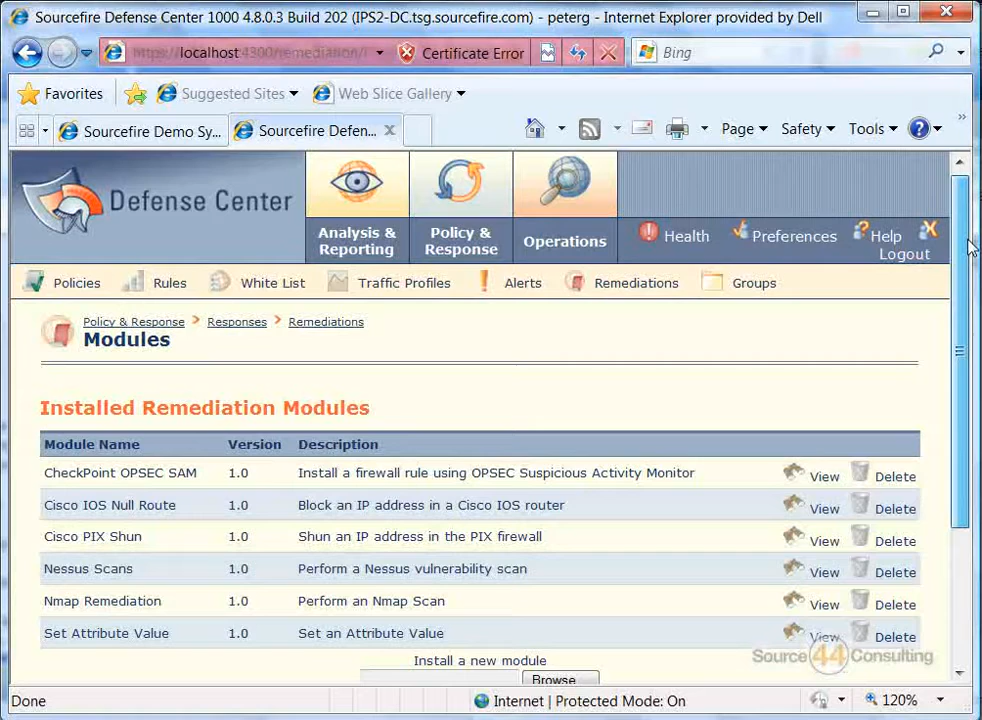 Sourcefire Defense Center 1000 4.8.0.3 Build 202 (IPS2-DC.tsg.sourcefire.com) - peterg - Internet Explorer provided by Dell
https://localhost:4300/remediation/ Certificate Error Bing
Favorites Suggested Sites Web Slice Gallery
Sourcefire Demo Sy... Sourcefire Defen... Page Safety Tools
Defense Center
Analysis & Reporting
Policy & Response
Operations
Health Preferences Help Logout
Policies Rules White List Traffic Profiles Alerts Remediations Groups
Policy & Response > Responses > Remediations
Modules
Installed Remediation Modules
Module Name Version Description
CheckPoint OPSEC SAM 1.0 Install a firewall rule using OPSEC Suspicious Activity Monitor View Delete
Cisco IOS Null Route 1.0 Block an IP address in a Cisco IOS router View Delete
Cisco PIX Shun 1.0 Shun an IP address in the PIX firewall View Delete
Nessus Scans 1.0 Perform a Nessus vulnerability scan View Delete
Nmap Remediation 1.0 Perform an Nmap Scan View Delete
Set Attribute Value 1.0 Set an Attribute Value View Delete
Install a new module
Browse
Source 44 Consulting
Done Internet | Protected Mode: On 120%